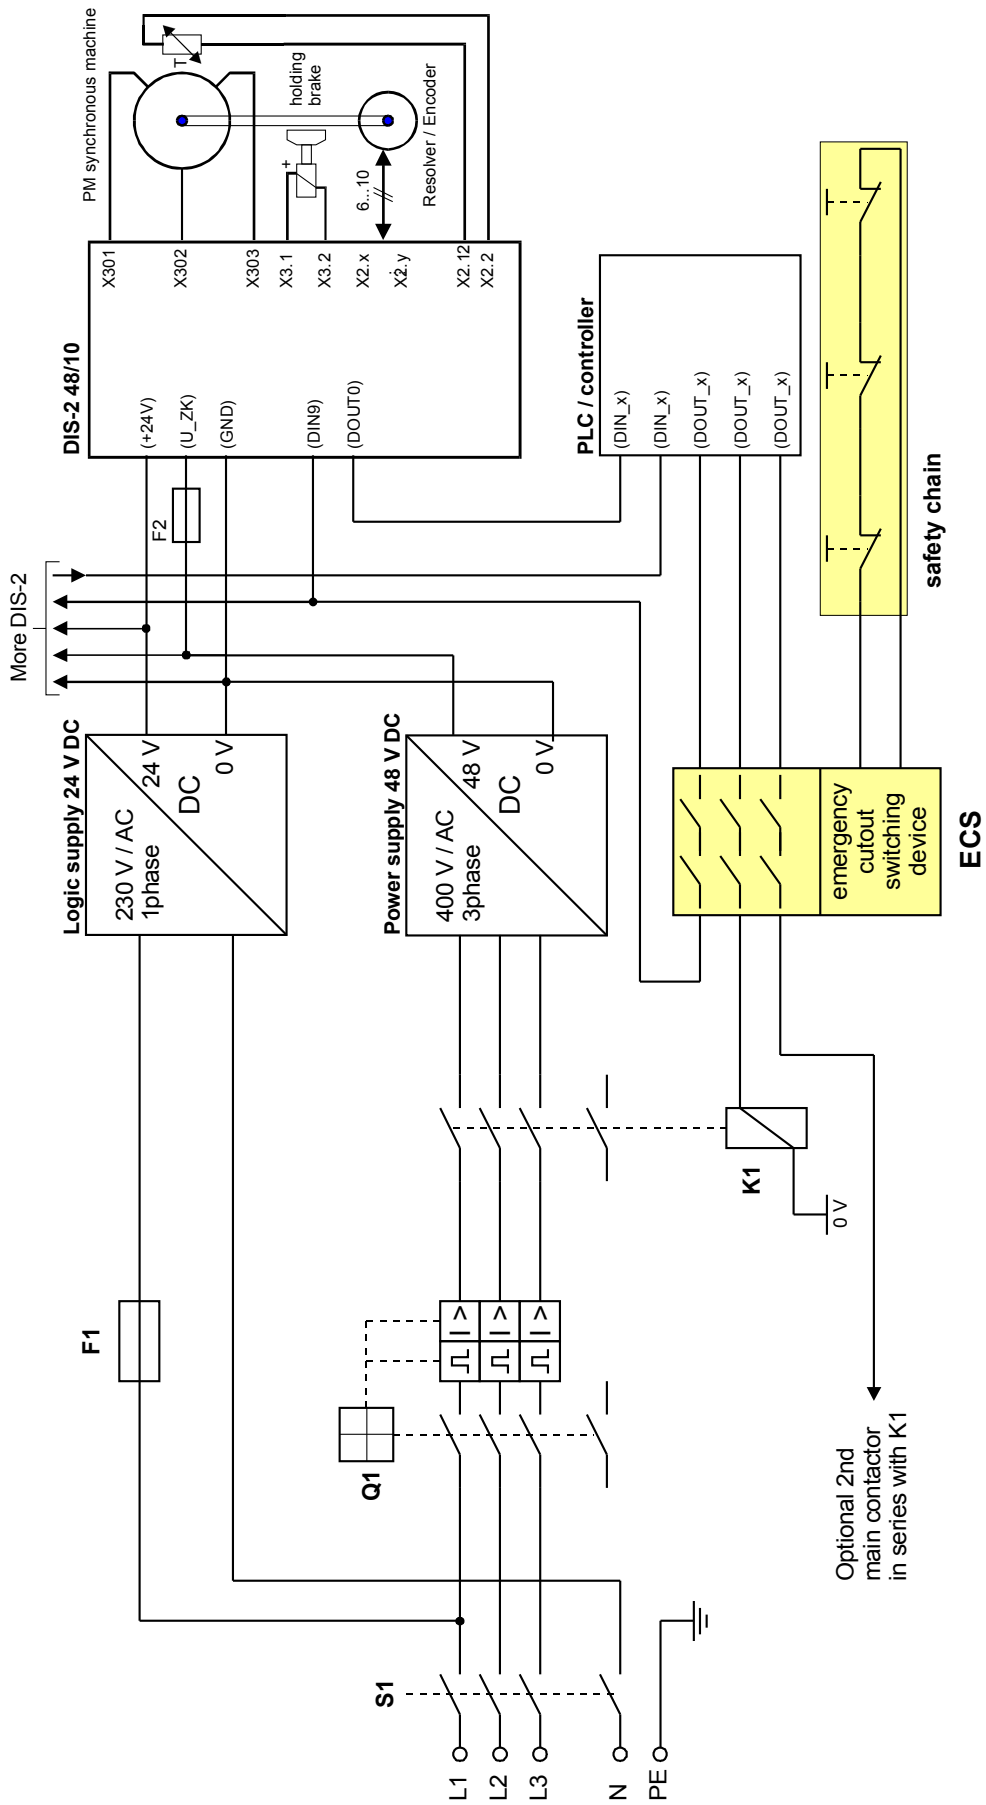 L1
L2
L3
N
PE
S1
F1
Q1
I >
I >
I >
K1
0 V
Optional 2nd
main contactor
in series with K1
Logic supply 24 V DC
230 V / AC
1phase
24 V
DC
0 V
Power supply 48 V DC
400 V / AC
3phase
48 V
DC
0 V
ECS
emergency
cutout
switching
device
More DIS-2
F2
DIS-2 48/10
(+24V)
(U_ZK)
(GND)
(DIN9)
(DOUT0)
X301
X302
X303
X3.1
X3.2
X2.x
X2.y
X2.12
X2.2
PLC / controller
(DIN_x)
(DIN_x)
(DOUT_x)
(DOUT_x)
(DOUT_x)
safety chain
PM synchronous machine
T
holding
brake
+
6...10
Resolver / Encoder